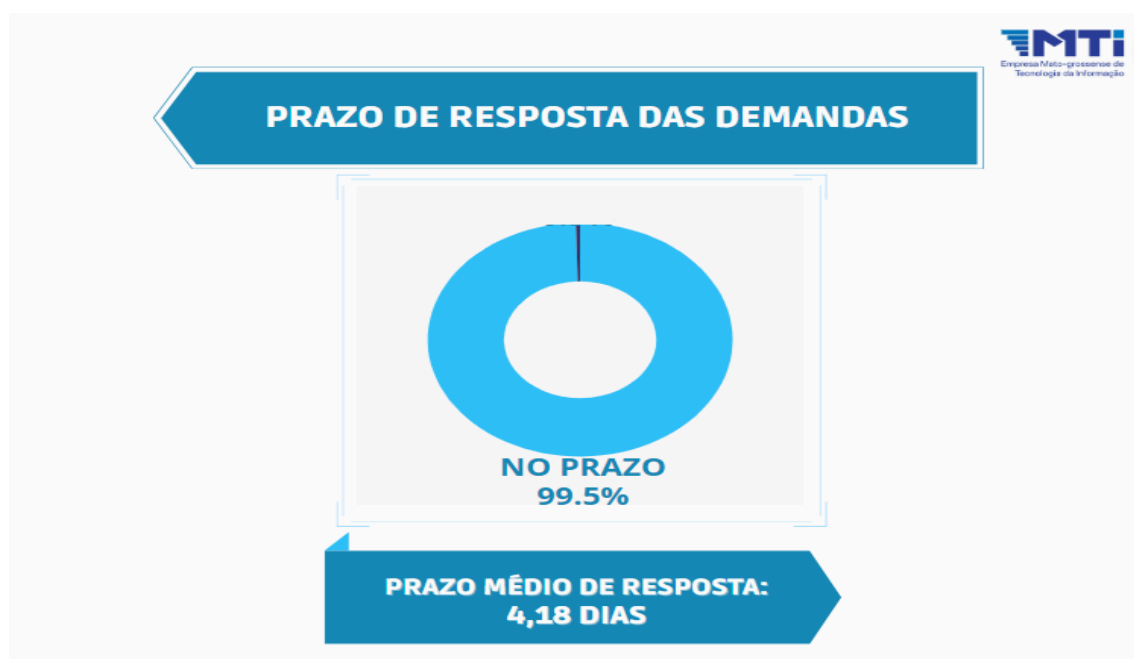 MTi
Empresa Mato-grossense de
Tecnologia da Informação
PRAZO DE RESPOSTA DAS DEMANDAS
NO PRAZO
99.5%
PRAZO MÉDIO DE RESPOSTA:
4,18 DIAS